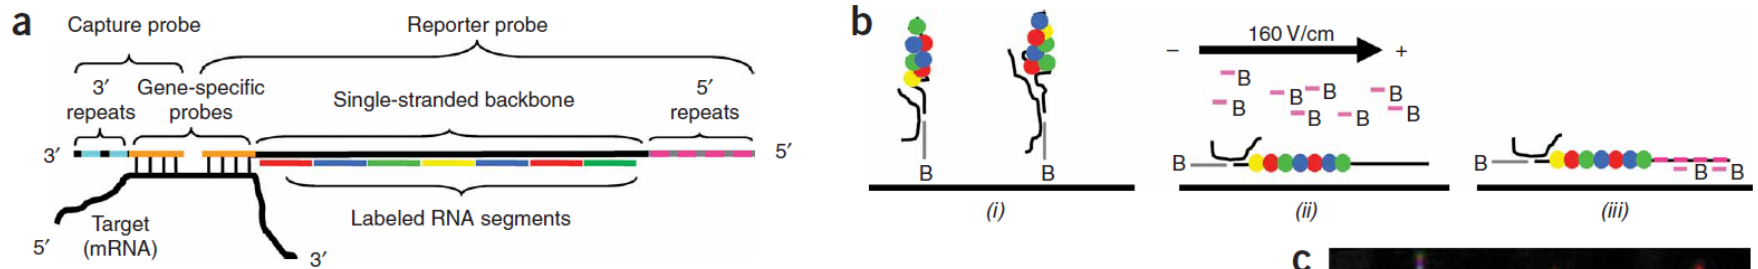 a
Capture probe
Reporter probe
3′
repeats
Gene-specific
probes
Single-stranded backbone
5′
repeats
3′
5′
Labeled RNA segments
Target
(mRNA)
5′
3′
b
B
B
(i)
–
160 V/cm
+
B
B
B
B
B
B
B
B
B
(ii)
B
B
B
(iii)
c